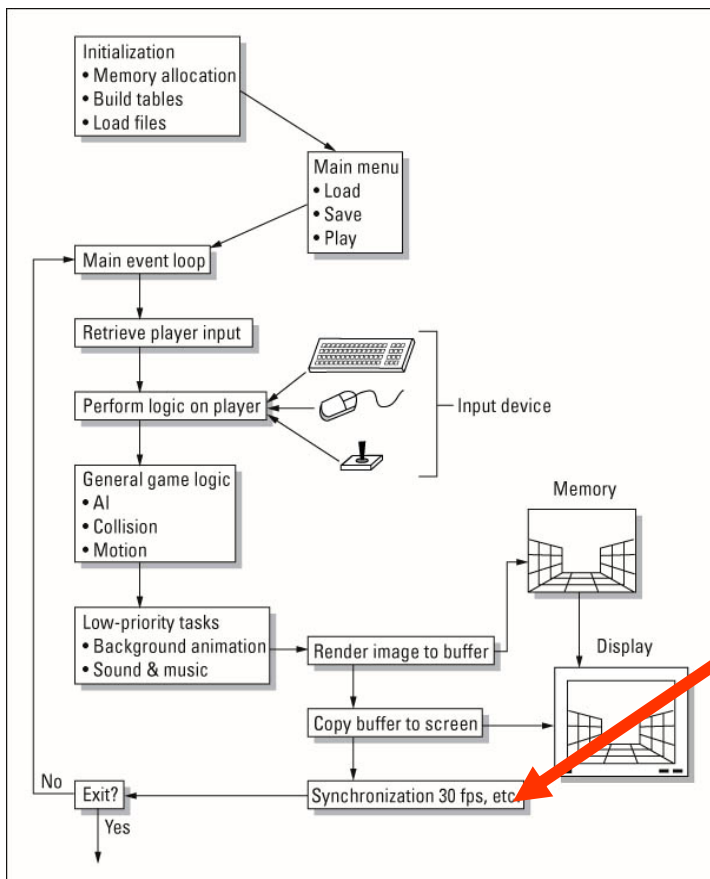 Initialization
• Memory allocation
• Build tables
• Load files
Main menu
• Load
• Save
• Play
Main event loop
Retrieve player input
Perform logic on player
Input device
General game logic
• AI
• Collision
• Motion
Memory
Low-priority tasks
• Background animation
• Sound & music
Render image to buffer
Display
Copy buffer to screen
No
Exit?
Synchronization 30 fps, etc
Yes